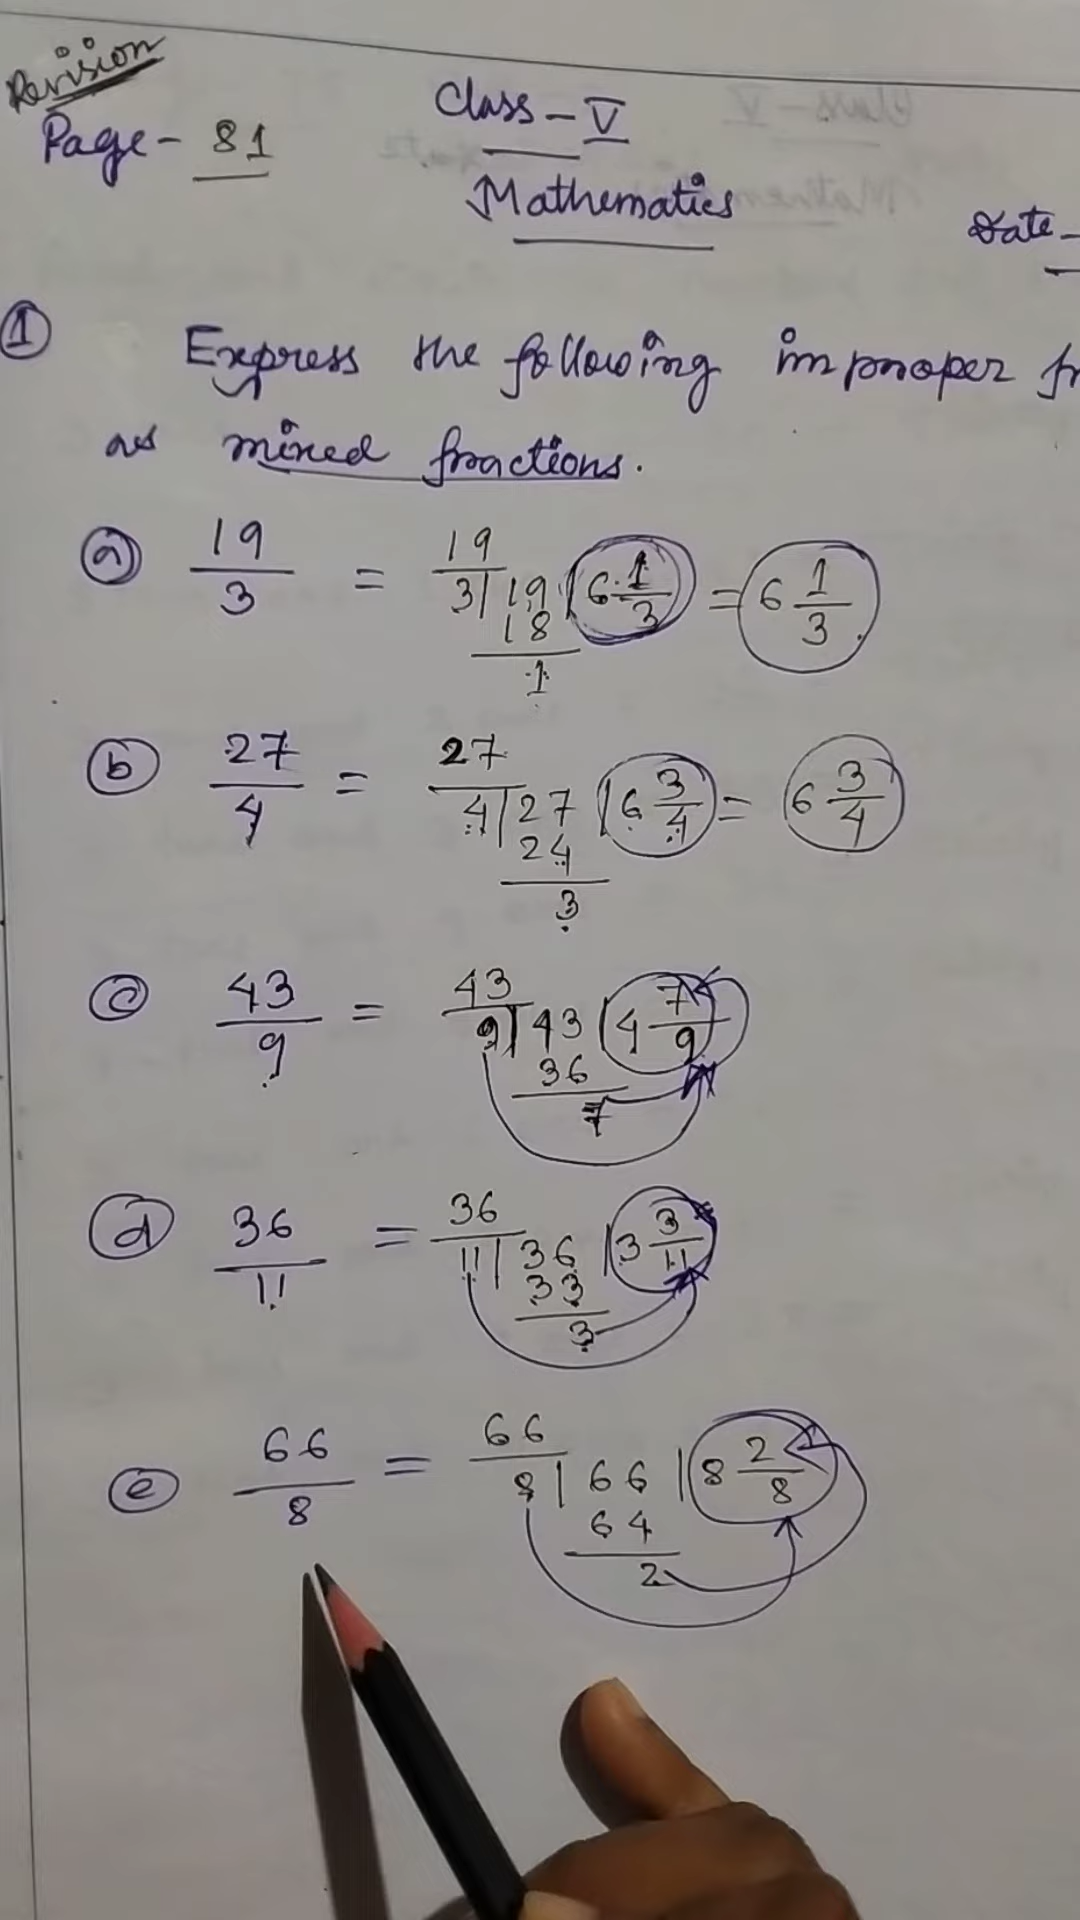 Revision
Page - 81
Class - V
Mathematics
Date -
1 Express the following improper fr
as mixed fractions.
a 19/3 = 19/3 | 19 | 6 1/3 = 6 1/3
18
1
b 27/4 = 27/4 | 27 | 6 3/4 = 6 3/4
24
3
c 43/9 = 43/9 | 43 | 4 7/9
36
7
d 36/11 = 36/11 | 36 | 3 3/11
33
3
e 66/8 = 66/8 | 66 | 8 2/8
64
2